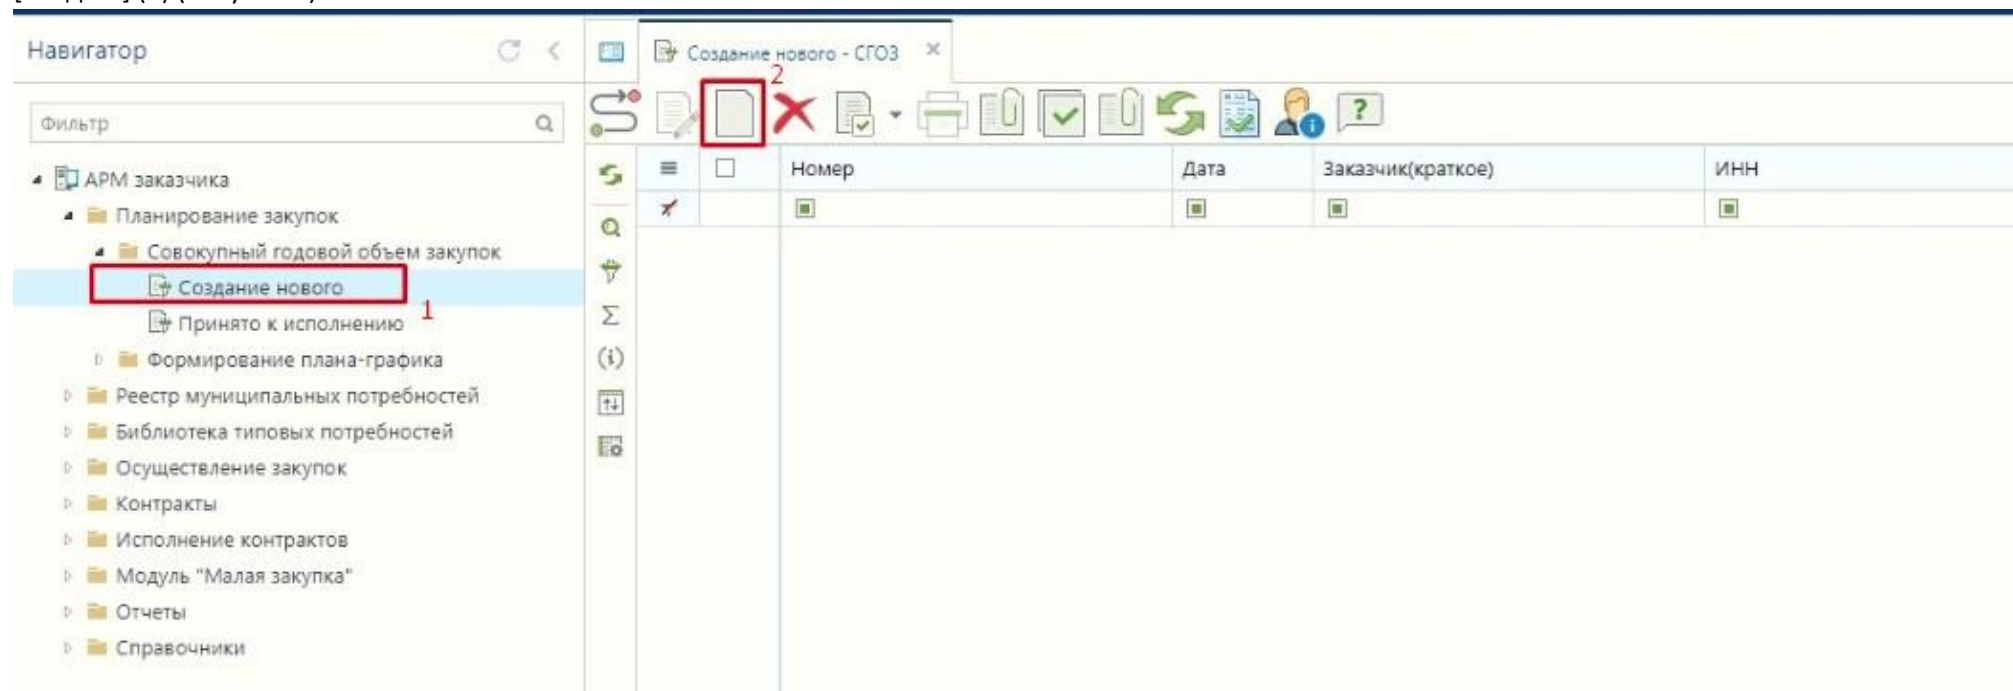 Навигатор
Создание нового - СГОЗ
2
Фильтр
АРМ заказчика
Номер
Дата
Заказчик(краткое)
ИНН
Планирование закупок
Совокупный годовой объем закупок
Создание нового
1
Принято к исполнению
Формирование плана-графика
Реестр муниципальных потребностей
Библиотека типовых потребностей
Осуществление закупок
Контракты
Исполнение контрактов
Модуль "Малая закупка"
Отчеты
Справочники